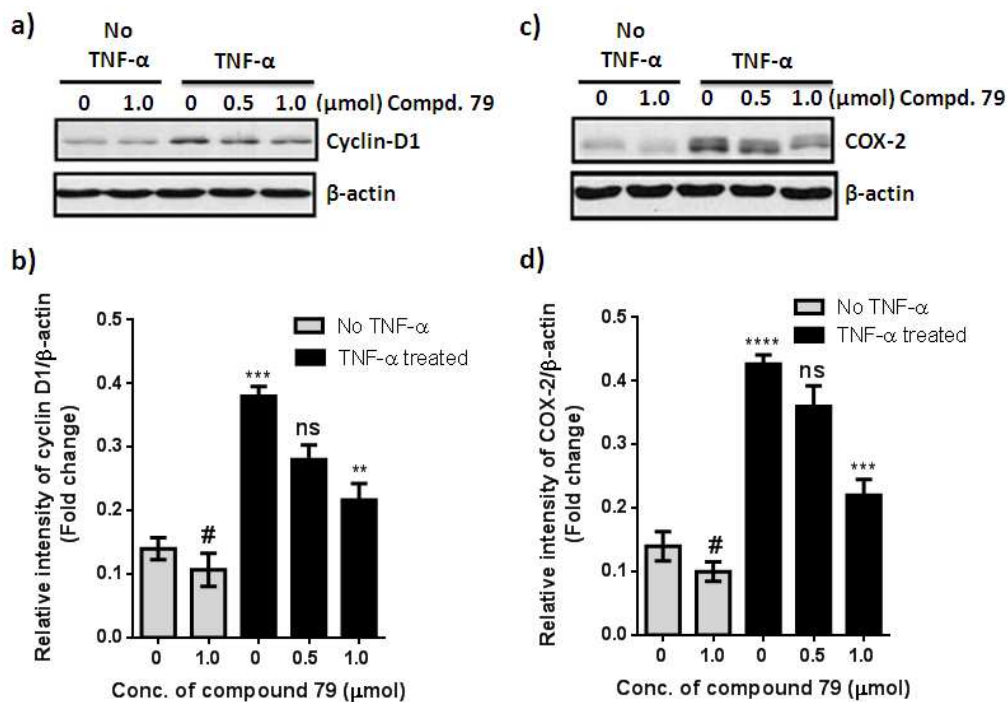 a)
No
TNF-α
TNF-α
0 1.0 0 0.5 1.0 (μmol) Compd. 79
Cyclin-D1
β-actin
c)
No
TNF-α
TNF-α
0 1.0 0 0.5 1.0 (μmol) Compd. 79
COX-2
β-actin
b)
Relative intensity of cyclin D1/β-actin
(Fold change)
0.5
0.4
0.3
0.2
0.1
0.0
No TNF-α
TNF-α treated
#
***
ns
**
0 1.0 0 0.5 1.0
Conc. of compound 79 (μmol)
d)
Relative intensity of COX-2/β-actin
(Fold change)
0.5
0.4
0.3
0.2
0.1
0.0
No TNF-α
TNF-α treated
#
****
ns
***
0 1.0 0 0.5 1.0
Conc. of compound 79 (μmol)